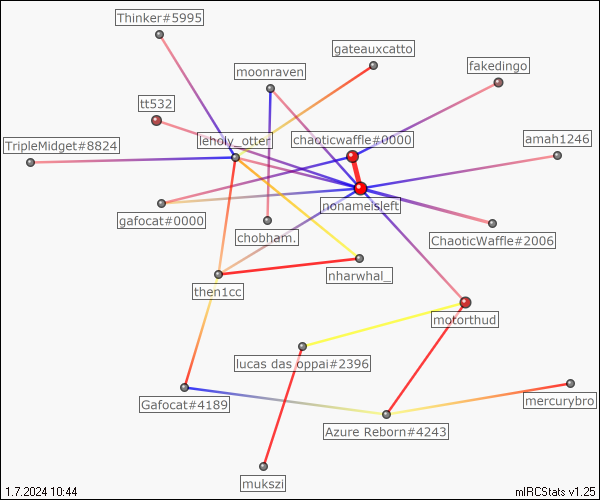 Thinker#5995
gateauxcatto
moonraven
fakedingo
tt532
leholy_otter
chaoticwaffle#0000
amah1246
TripleMidget#8824
nonameisleft
gafocat#0000
chobham.
ChaoticWaffle#2006
nharwhal_
then1cc
motorthud
lucas das oppai#2396
Gafocat#4189
mercurybro
Azure Reborn#4243
mukszi
1.7.2024 10:44
mIRCStats v1.25